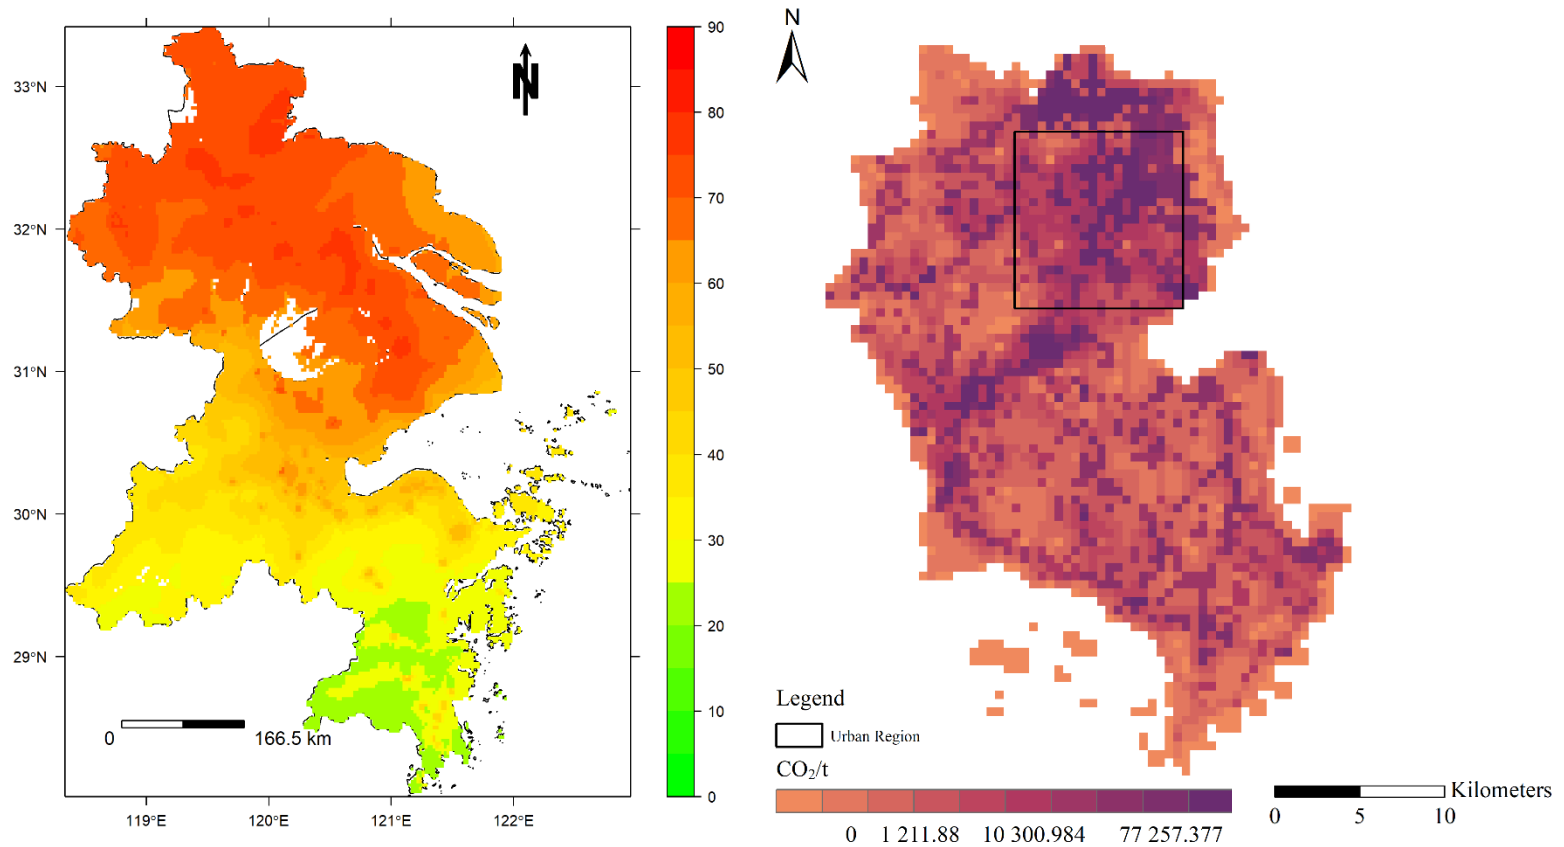 33°N
32°N
31°N
30°N
29°N
119°E 120°E 121°E 122°E
N
0 166.5 km
90
80
70
60
50
40
30
20
10
0
N
Legend
Urban Region
CO₂/t
0 1 211.88 10 300.984 77 257.377
Kilometers
0 5 10